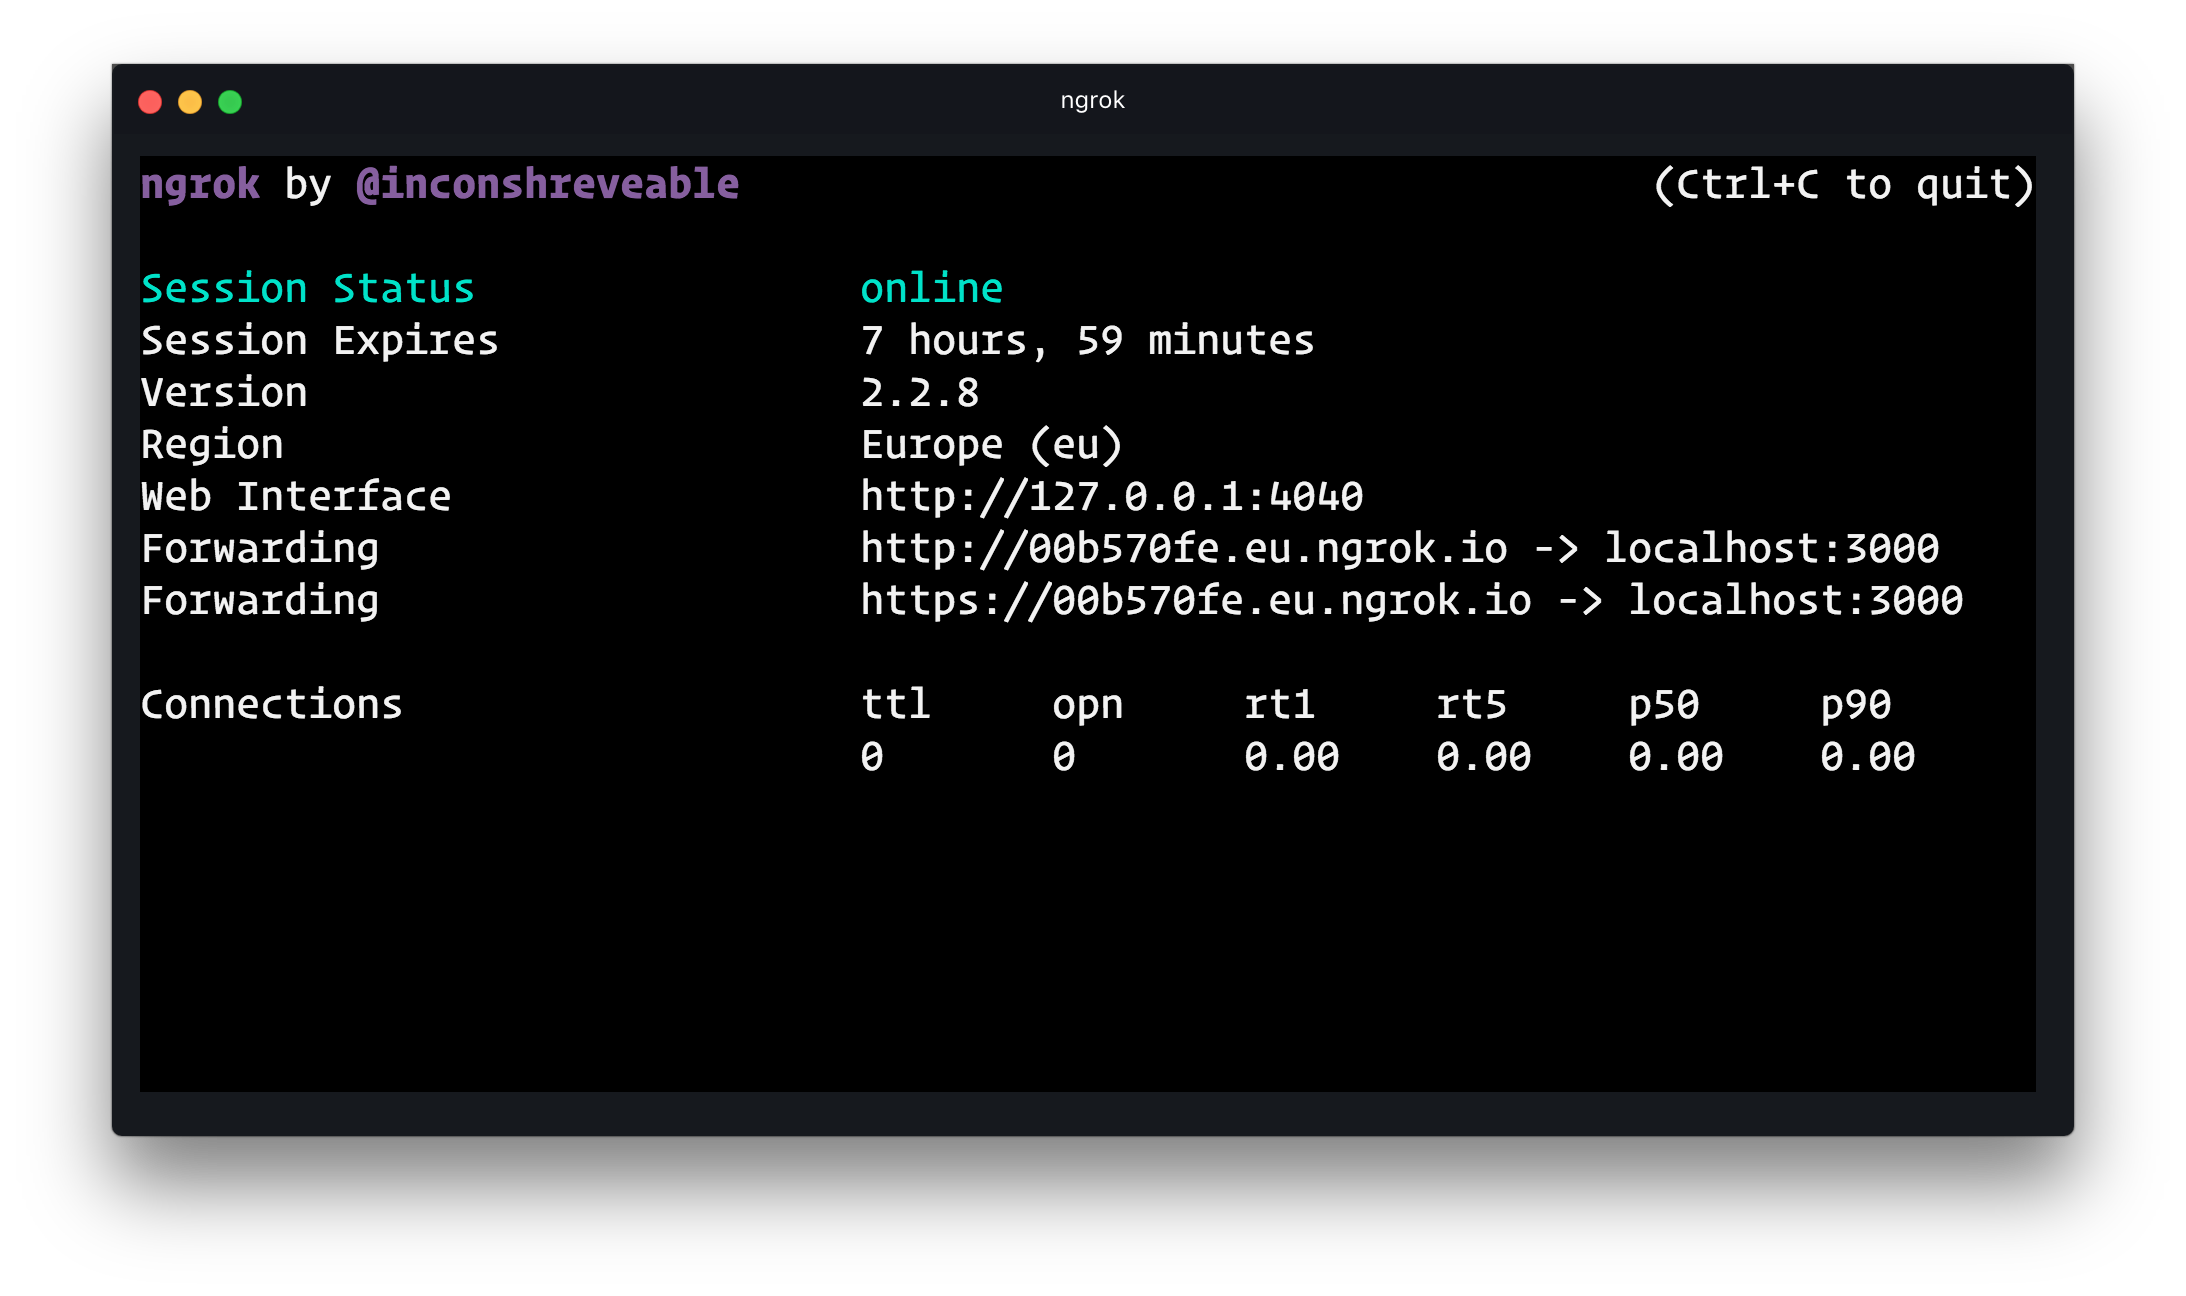 ngrok
ngrok by @inconshreveable (Ctrl+C to quit)
Session Status online
Session Expires 7 hours, 59 minutes
Version 2.2.8
Region Europe (eu)
Web Interface http://127.0.0.1:4040
Forwarding http://00b570fe.eu.ngrok.io -> localhost:3000
Forwarding https://00b570fe.eu.ngrok.io -> localhost:3000
Connections ttl opn rt1 rt5 p50 p90
0 0 0.00 0.00 0.00 0.00